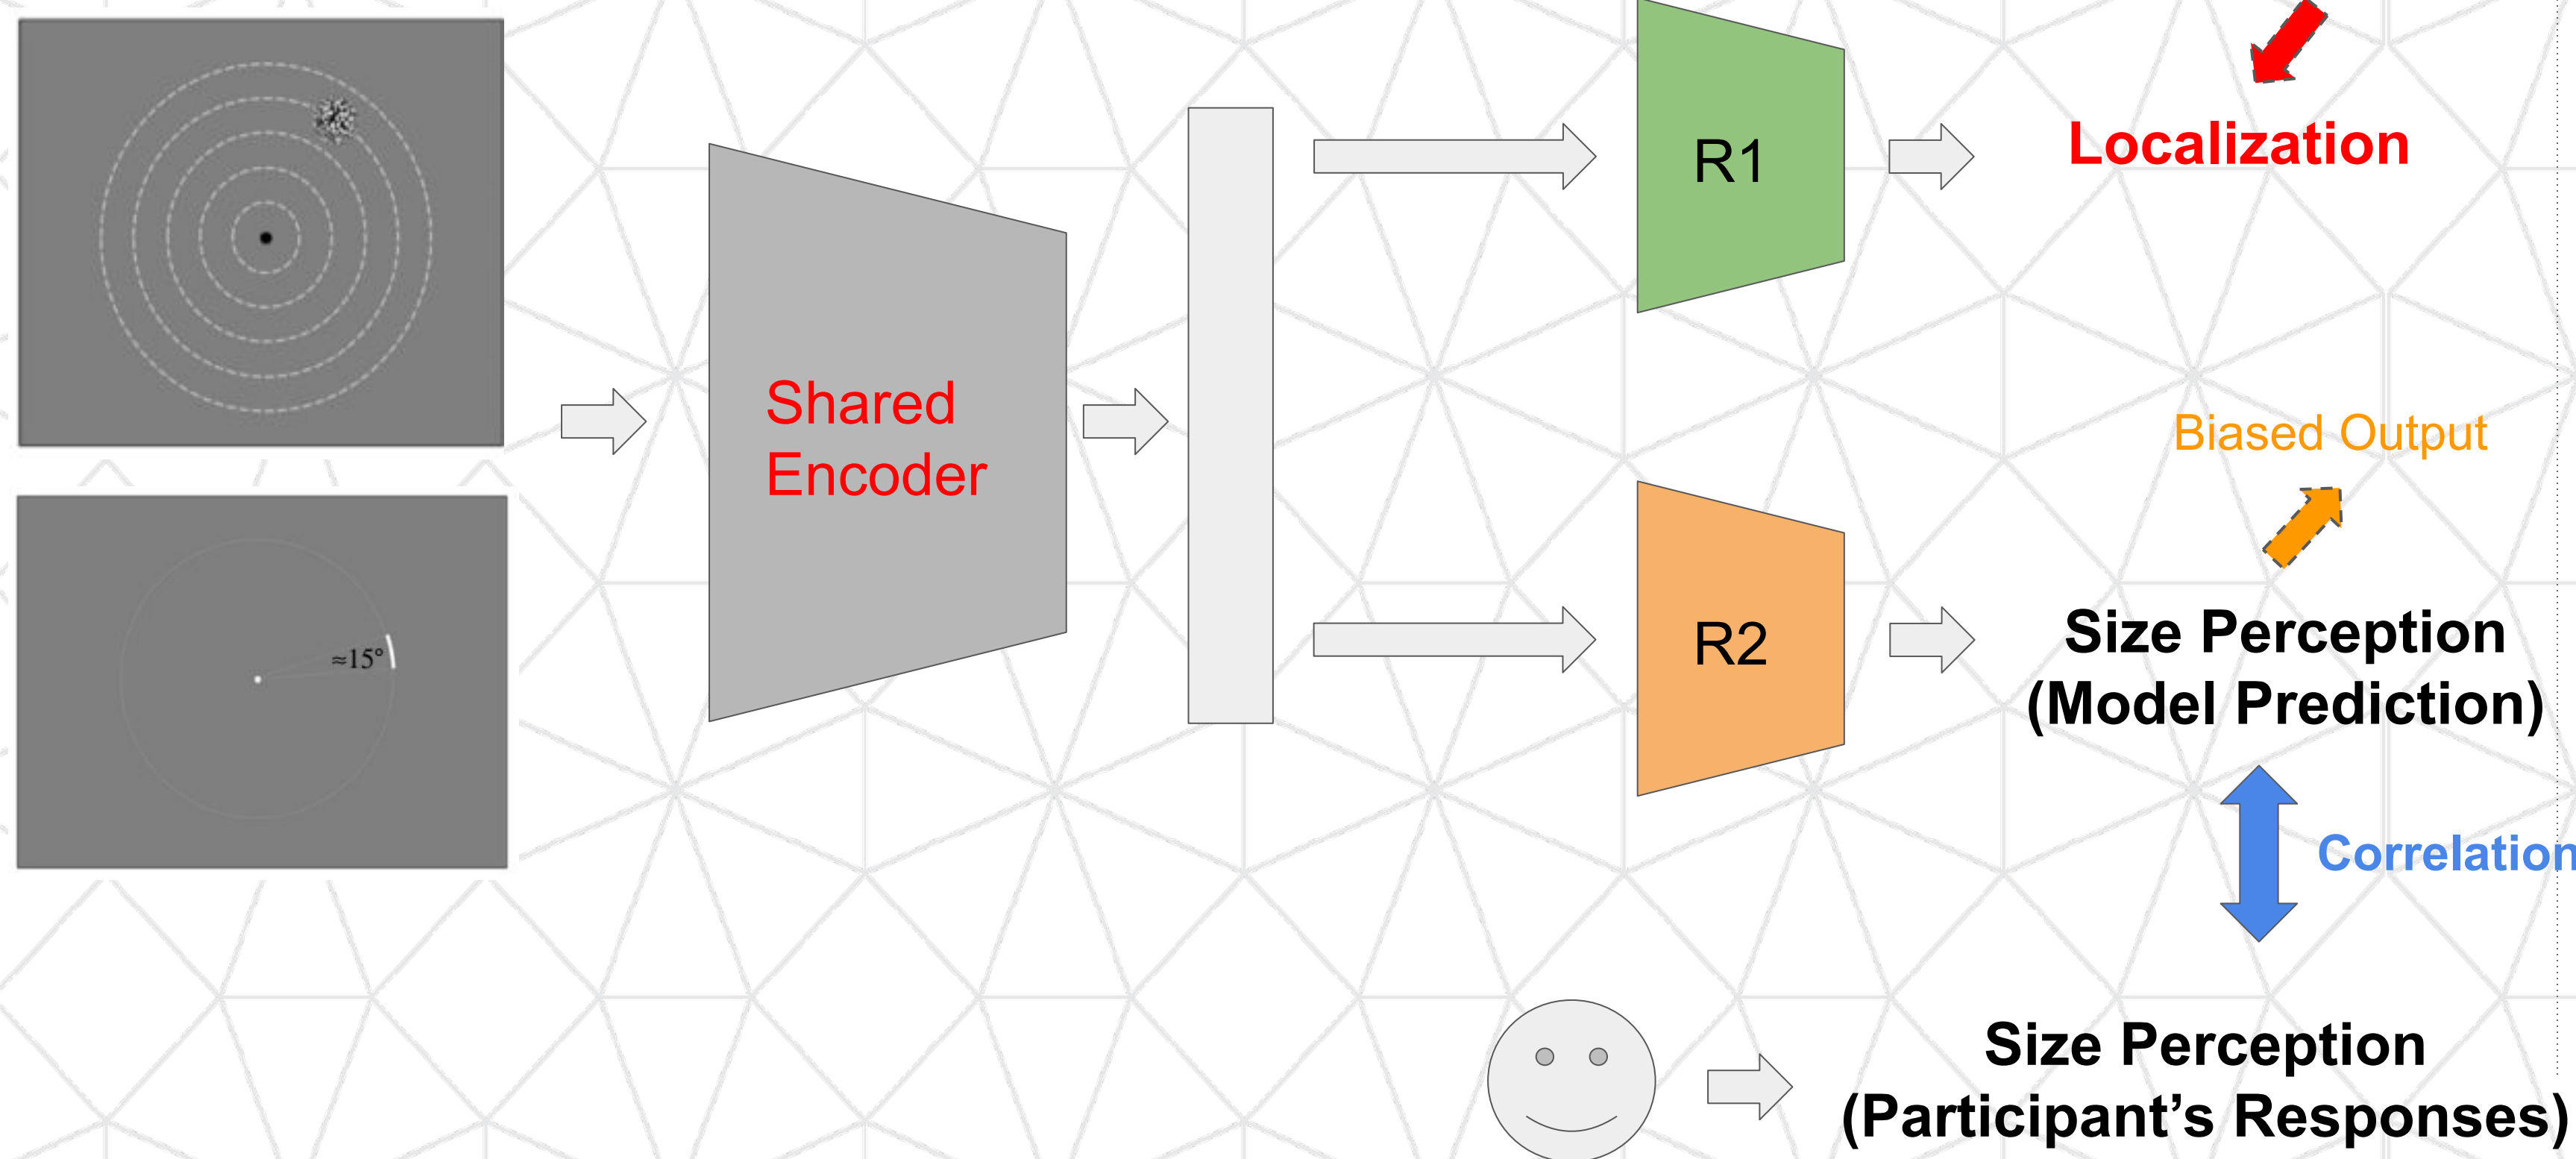 R1
Localization
Shared
Encoder
Biased Output
≈15°
R2
Size Perception
(Model Prediction)
Correlation
Size Perception
(Participant’s Responses)